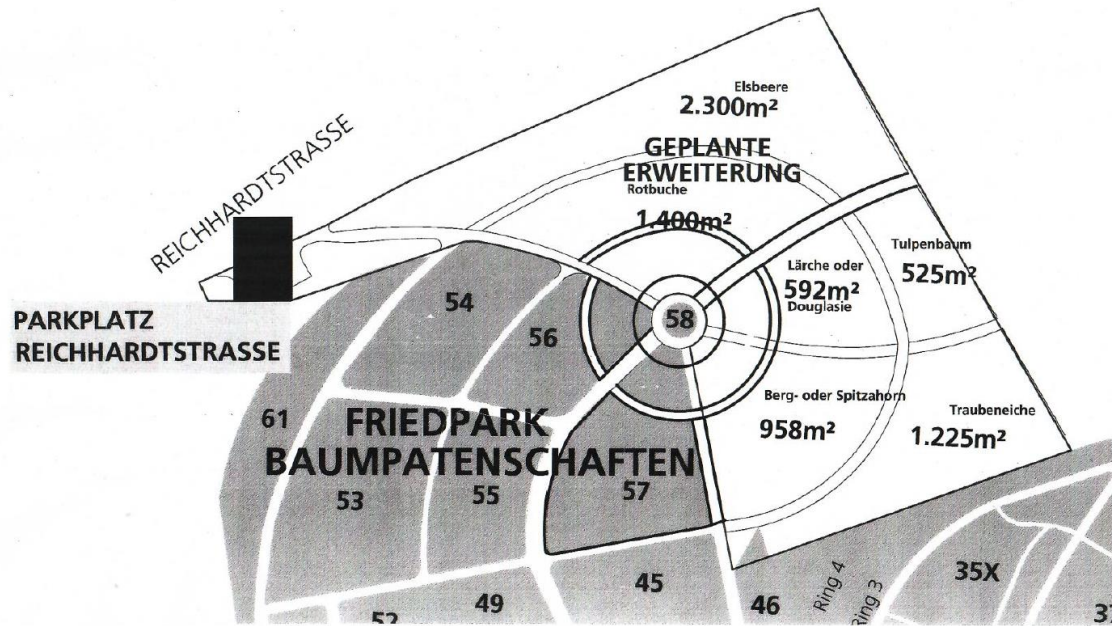 Elsbeere
2.300m²
GEPLANTE
ERWEITERUNG
Rotbuche
1.400m²
REICHHARDTSTRASSE
Tulpenbaum
525m²
Lärche oder
592m²
Douglasie
54
58
56
PARKPLATZ
REICHHARDTSTRASSE
Berg- oder Spitzahorn
958m²
Traubeneiche
1.225m²
61
FRIEDPARK
BAUMPATENSCHAFTEN
53
55
57
45
49
52
46
Ring 4
Ring 3
35X